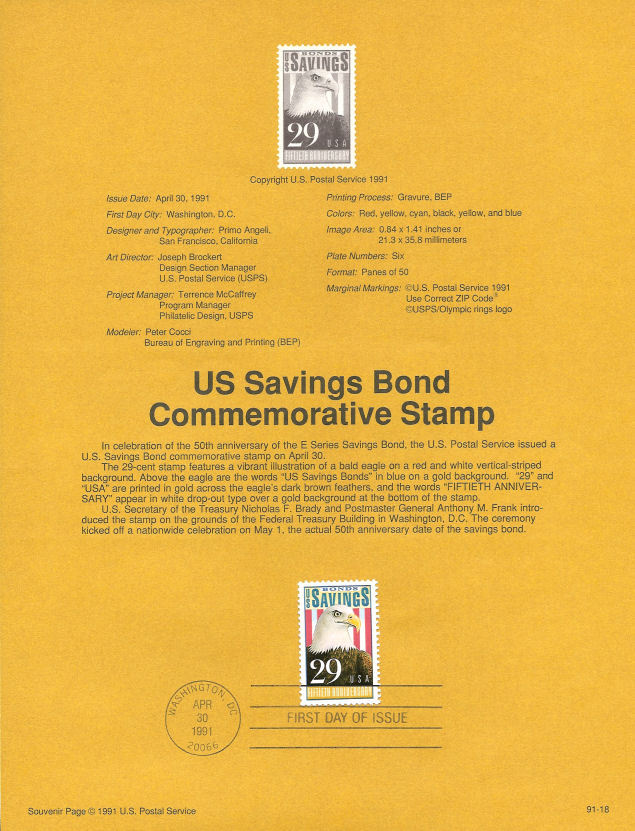 BONDS
US SAVINGS
29 USA
FIFTIETH ANNIVERSARY
Copyright U.S. Postal Service 1991
Issue Date: April 30, 1991
First Day City: Washington, D.C.
Designer and Typographer: Primo Angeli,
San Francisco, California
Art Director: Joseph Brockert
Design Section Manager
U.S. Postal Service (USPS)
Project Manager: Terrence McCaffrey
Program Manager
Philatelic Design, USPS
Modeler: Peter Cocci
Bureau of Engraving and Printing (BEP)
Printing Process: Gravure, BEP
Colors: Red, yellow, cyan, black, yellow, and blue
Image Area: 0.84 x 1.41 inches or
21.3 x 35.8 millimeters
Plate Numbers: Six
Format: Panes of 50
Marginal Markings: ©U.S. Postal Service 1991
Use Correct ZIP Code®
©USPS/Olympic rings logo
US Savings Bond
Commemorative Stamp
In celebration of the 50th anniversary of the E Series Savings Bond, the U.S. Postal Service issued a
U.S. Savings Bond commemorative stamp on April 30.
The 29-cent stamp features a vibrant illustration of a bald eagle on a red and white vertical-striped
background. Above the eagle are the words "US Savings Bonds" in blue on a gold background. "29" and
"USA" are printed in gold across the eagle's dark brown feathers, and the words "FIFTIETH ANNIVER-
SARY" appear in white drop-out type over a gold background at the bottom of the stamp.
U.S. Secretary of the Treasury Nicholas F. Brady and Postmaster General Anthony M. Frank intro-
duced the stamp on the grounds of the Federal Treasury Building in Washington, D.C. The ceremony
kicked off a nationwide celebration on May 1, the actual 50th anniversary date of the savings bond.
BONDS
US SAVINGS
29 USA
FIFTIETH ANNIVERSARY
WASHINGTON, DC
APR
30
1991
20066
FIRST DAY OF ISSUE
Souvenir Page © 1991 U.S. Postal Service
91-18